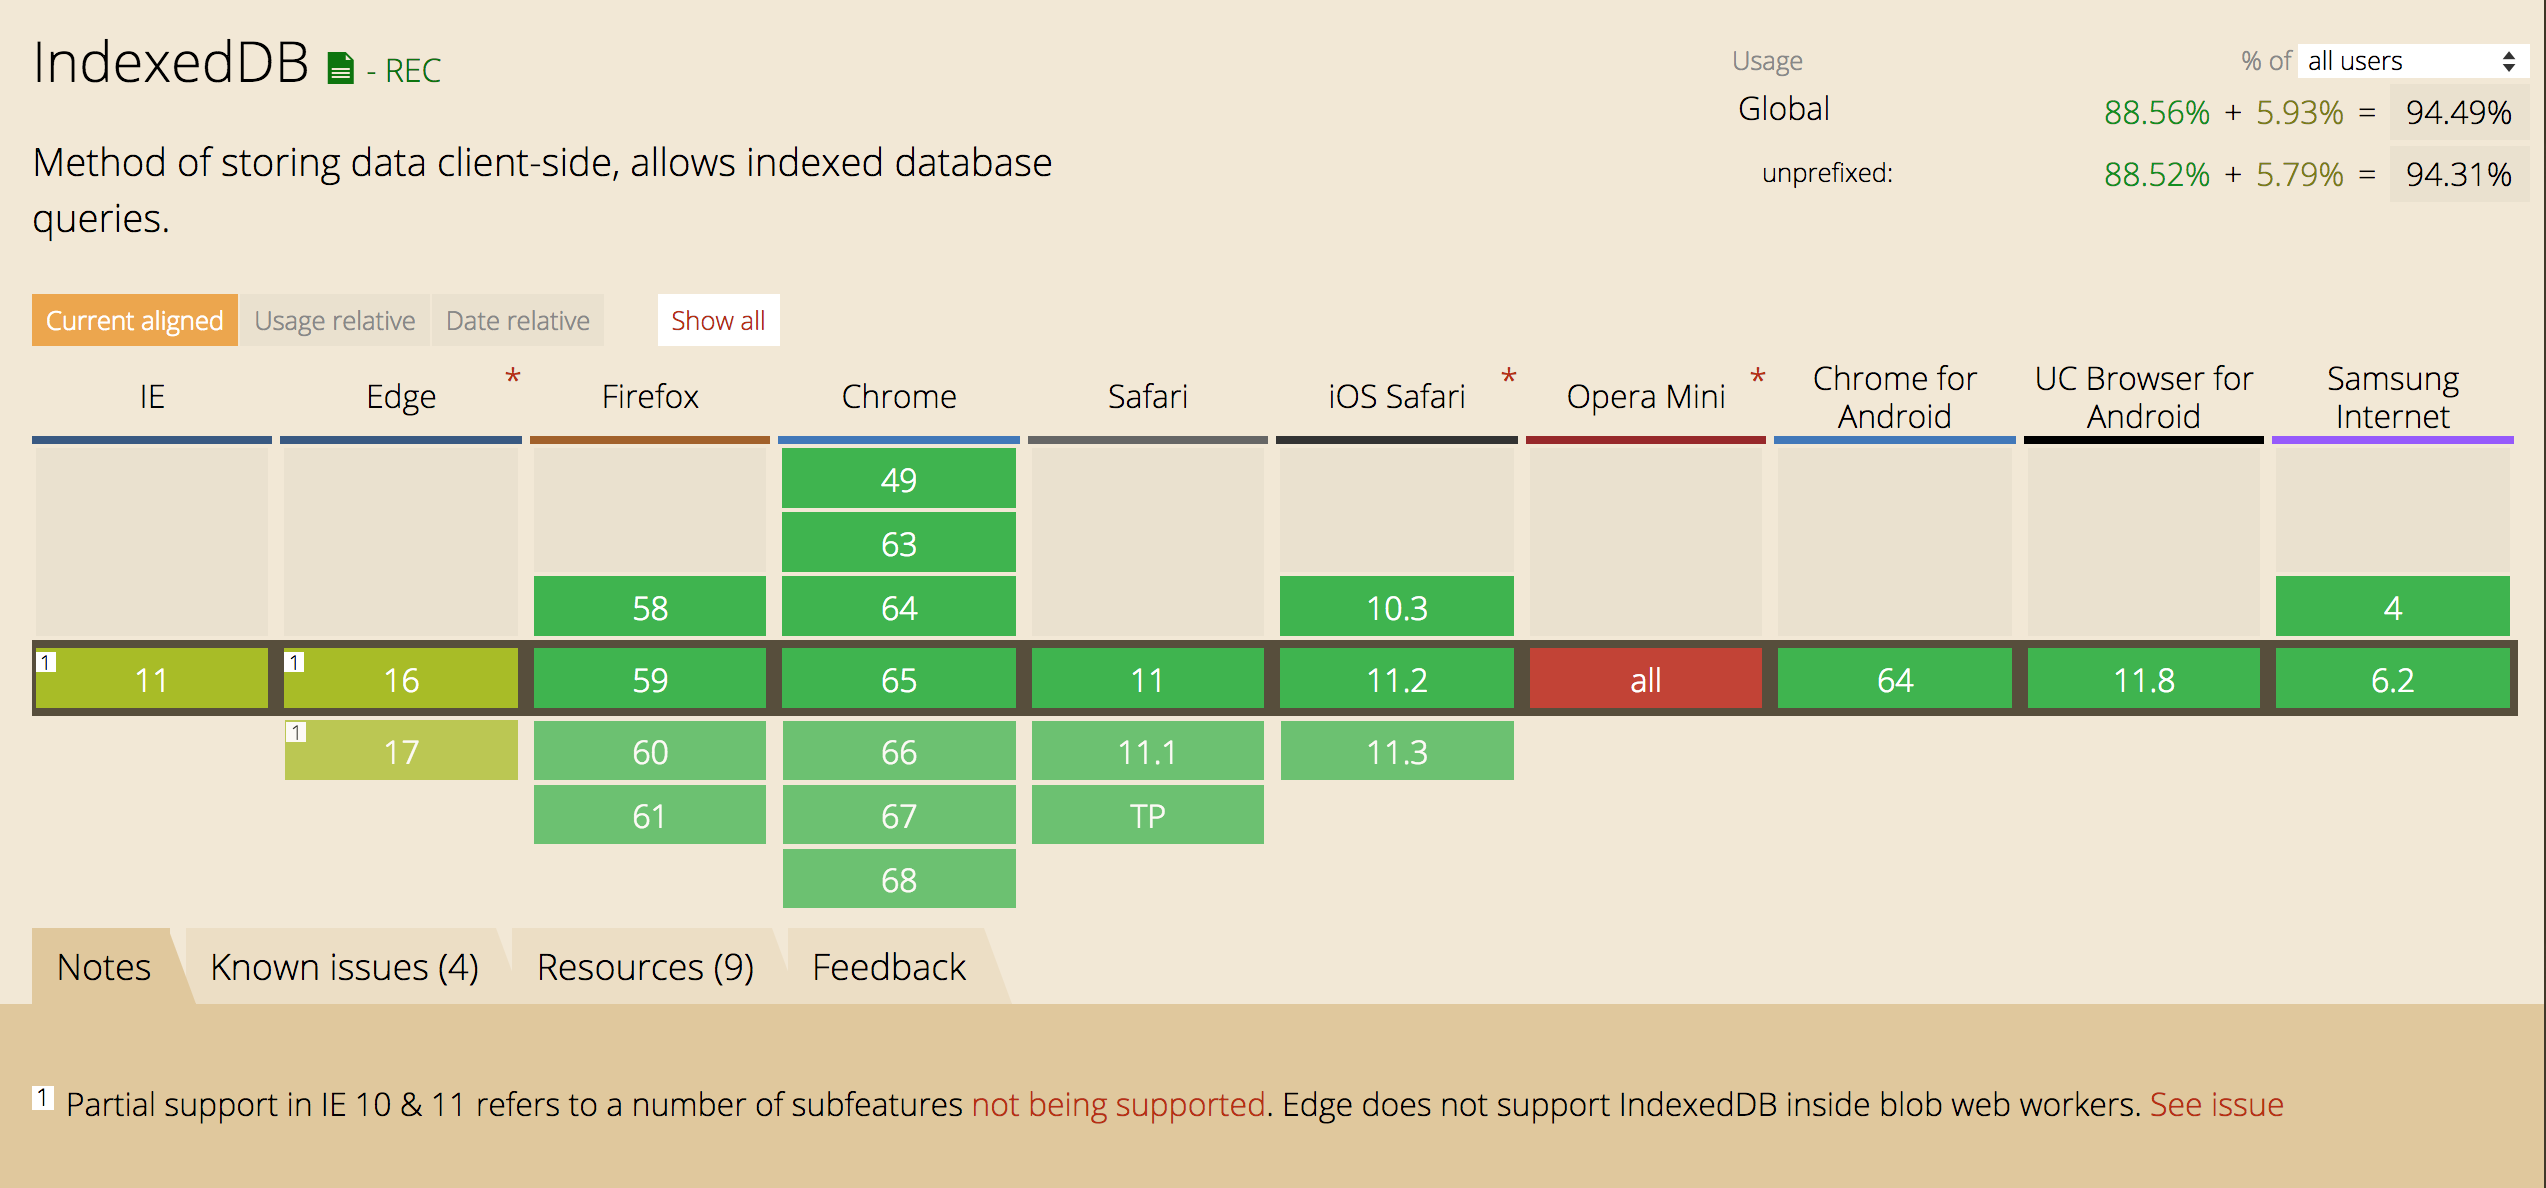 IndexedDB - REC
Usage % of all users
Global 88.56% + 5.93% = 94.49%
unprefixed: 88.52% + 5.79% = 94.31%
Method of storing data client-side, allows indexed database
queries.
Current aligned Usage relative Date relative Show all
IE Edge * Firefox Chrome Safari iOS Safari * Opera Mini * Chrome for Android UC Browser for Android Samsung Internet
49
63
58 64 10.3 4
1 11 1 16 59 65 11 11.2 all 64 11.8 6.2
1 17 60 66 11.1 11.3
61 67 TP
68
Notes Known issues (4) Resources (9) Feedback
1 Partial support in IE 10 & 11 refers to a number of subfeatures not being supported. Edge does not support IndexedDB inside blob web workers. See issue